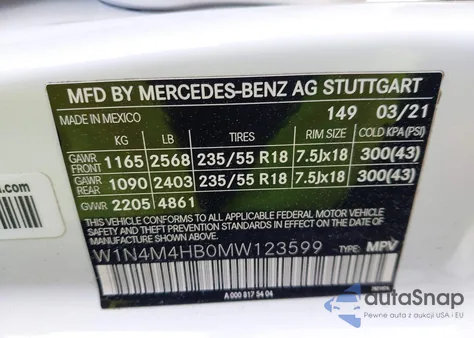 MFD BY MERCEDES-BENZ AG STUTTGART
MADE IN MEXICO 149 03/21
KG LB TIRES RIM SIZE COLD KPA (PSI)
GAWR FRONT 1165 2568 235/55 R18 7.5Jx18 300(43)
GAWR REAR 1090 2403 235/55 R18 7.5Jx18 300(43)
GVWR 2205 4861
THIS VEHICLE CONFORMS TO ALL APPLICABLE FEDERAL MOTOR VEHICLE
SAFETY AND THEFT PREVENTION STANDARDS IN EFFECT ON THE DATE OF
MANUFACTURE SHOWN ABOVE.
W1N4M4HB0MW123599 TYPE: MPV
A 000 817 54 04
n.com
autoSnap
Pewne auta z USA i EU